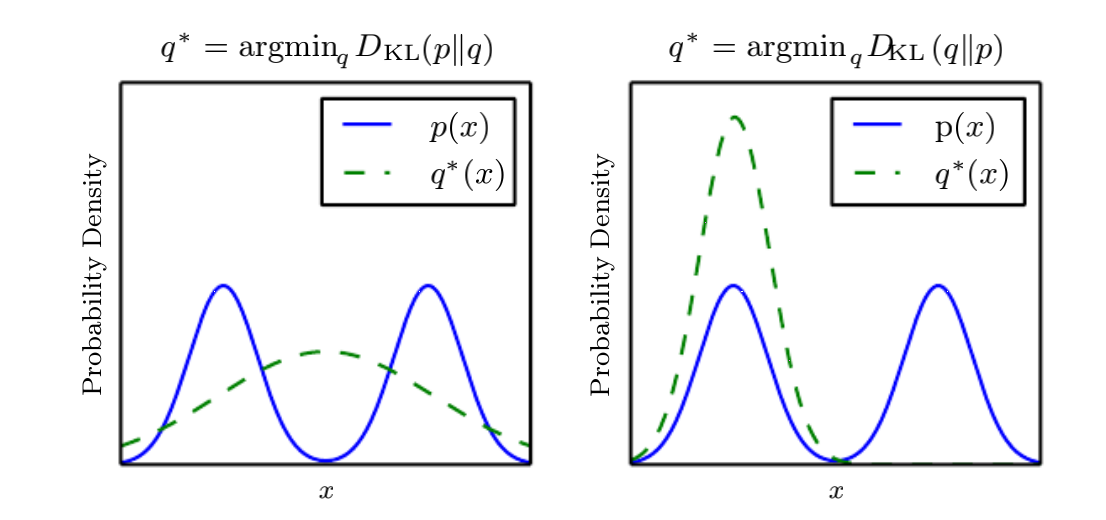 q* = argmin_q D_KL(p‖q)
p(x)
q*(x)
Probability Density
x
q* = argmin_q D_KL(q‖p)
p(x)
q*(x)
Probability Density
x